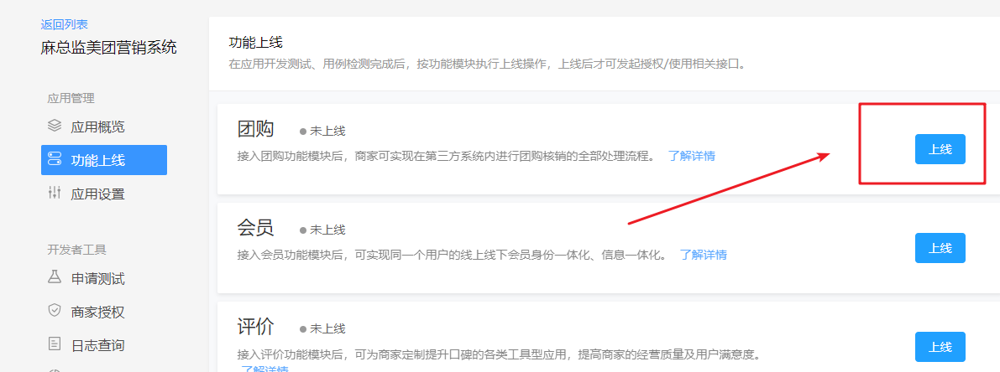 返回列表
麻总监美团营销系统
应用管理
应用概览
功能上线
应用设置
开发者工具
申请测试
商家授权
日志查询
功能上线
在应用开发测试、用例检测完成后，按功能模块执行上线操作，上线后才可发起授权/使用相关接口。
团购 未上线
接入团购功能模块后，商家可实现在第三方系统内进行团购核销的全部处理流程。 了解详情
上线
会员 未上线
接入会员功能模块后，可实现同一个用户的线上线下会员身份一体化、信息一体化。 了解详情
上线
评价 未上线
接入评价功能模块后，可为商家定制提升口碑的各类工具型应用，提高商家的经营质量及用户满意度。
了解详情
上线